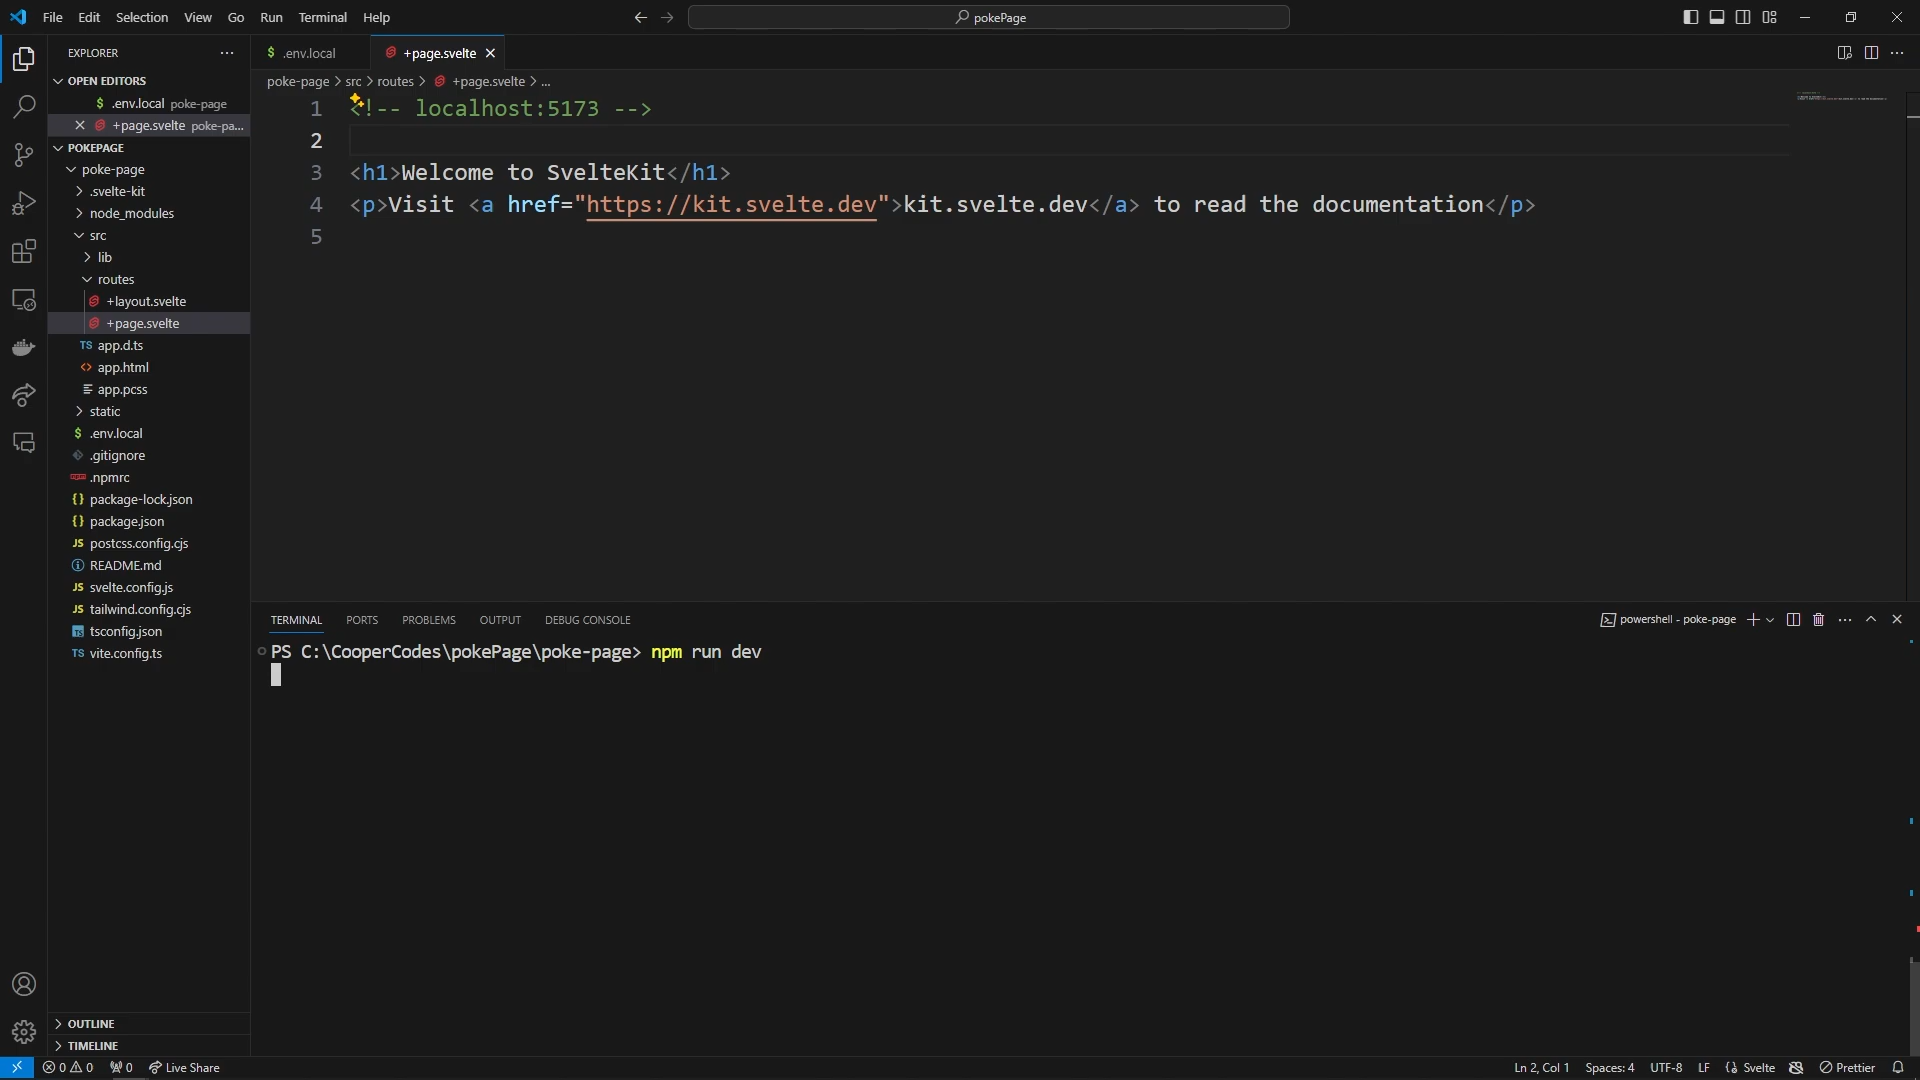 File Edit Selection View Go Run Terminal Help
pokePage
EXPLORER
OPEN EDITORS
$ .env.local poke-page
+page.svelte poke-pa...
POKEPAGE
poke-page
.svelte-kit
node_modules
src
lib
routes
+layout.svelte
+page.svelte
TS app.d.ts
<> app.html
app.pcss
static
$ .env.local
.gitignore
.npmrc
{} package-lock.json
{} package.json
JS postcss.config.cjs
README.md
JS svelte.config.js
JS tailwind.config.cjs
TS tsconfig.json
TS vite.config.ts
OUTLINE
TIMELINE
$ .env.local +page.svelte
poke-page > src > routes > +page.svelte > ...
1 <!-- localhost:5173 -->
2
3 <h1>Welcome to SvelteKit</h1>
4 <p>Visit <a href="https://kit.svelte.dev">kit.svelte.dev</a> to read the documentation</p>
5
TERMINAL PORTS PROBLEMS OUTPUT DEBUG CONSOLE
powershell - poke-page
PS C:\CooperCodes\pokePage\poke-page> npm run dev
0 0 0 Live Share
Ln 2, Col 1 Spaces: 4 UTF-8 LF {} Svelte Prettier